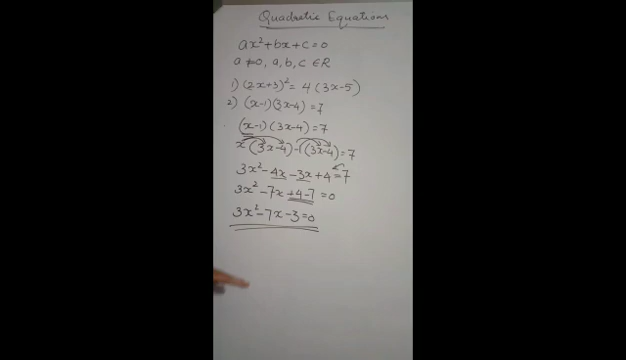 Quadratic Equations
ax²+bx+c=0
a≠0, a,b,c ∈R
1) (2x+3)² = 4(3x-5)
2) (x-1)(3x-4)=7
(x-1)(3x-4)=7
x(3x-4)-1(3x-4)=7
3x²-4x-3x+4=7
3x²-7x+4-7=0
3x²-7x-3=0